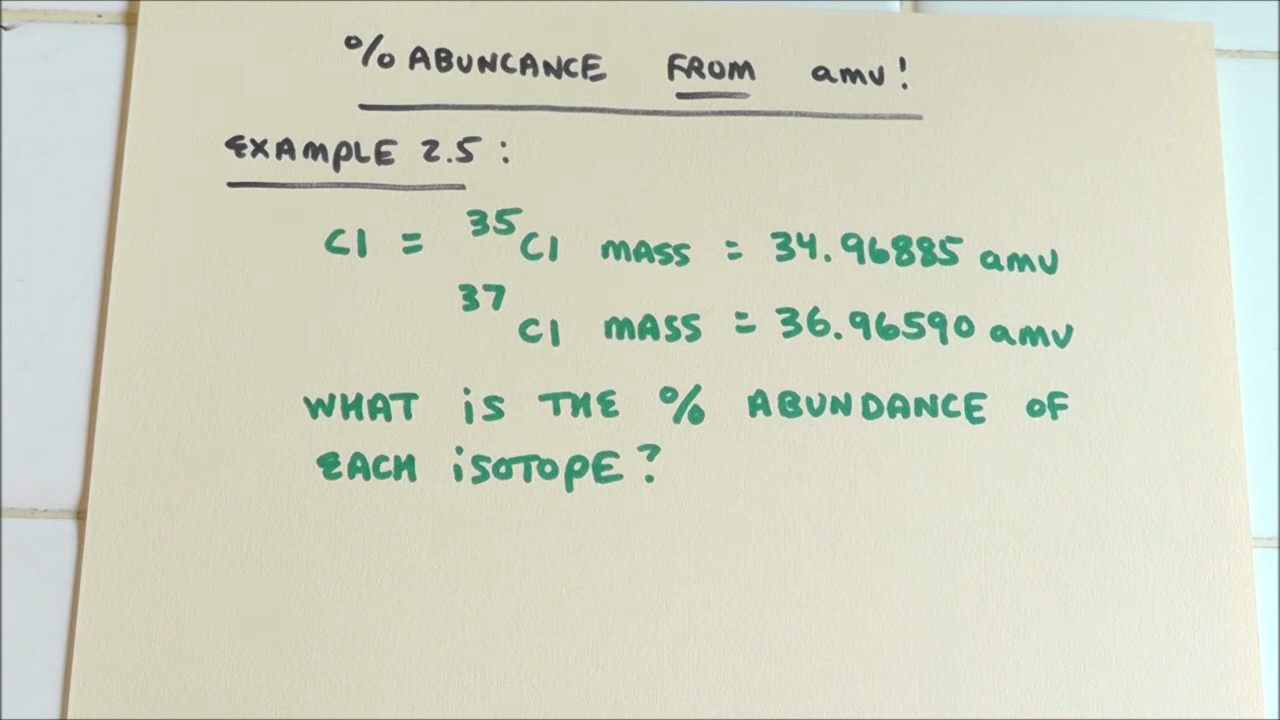 % ABUNCANCE FROM amu!
EXAMPLE 2.5:
Cl = ³⁵Cl MASS = 34.96885 amu
³⁷Cl MASS = 36.96590 amu
WHAT iS THE % ABUNDANCE OF
EACH iSOTOPE?